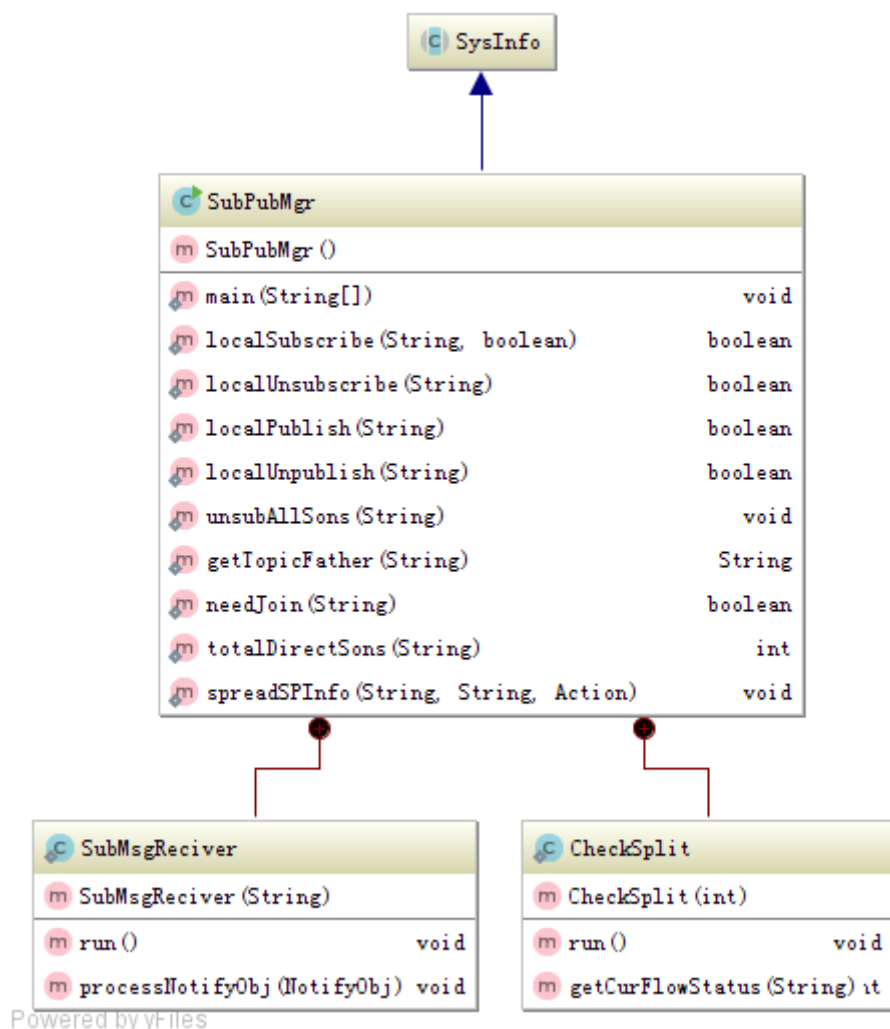 SysInfo
SubPubMgr
SubPubMgr()
main(String[]) void
localSubscribe(String, boolean) boolean
localUnsubscribe(String) boolean
localPublish(String) boolean
localUnpublish(String) boolean
unsubAllSons(String) void
getTopicFather(String) String
needJoin(String) boolean
totalDirectSons(String) int
spreadSPInfo(String, String, Action) void
SubMsgReciver
SubMsgReciver(String)
run() void
processNotifyObj(NotifyObj) void
CheckSplit
CheckSplit(int)
run() void
getCurFlowStatus(String)
Powered by yFiles